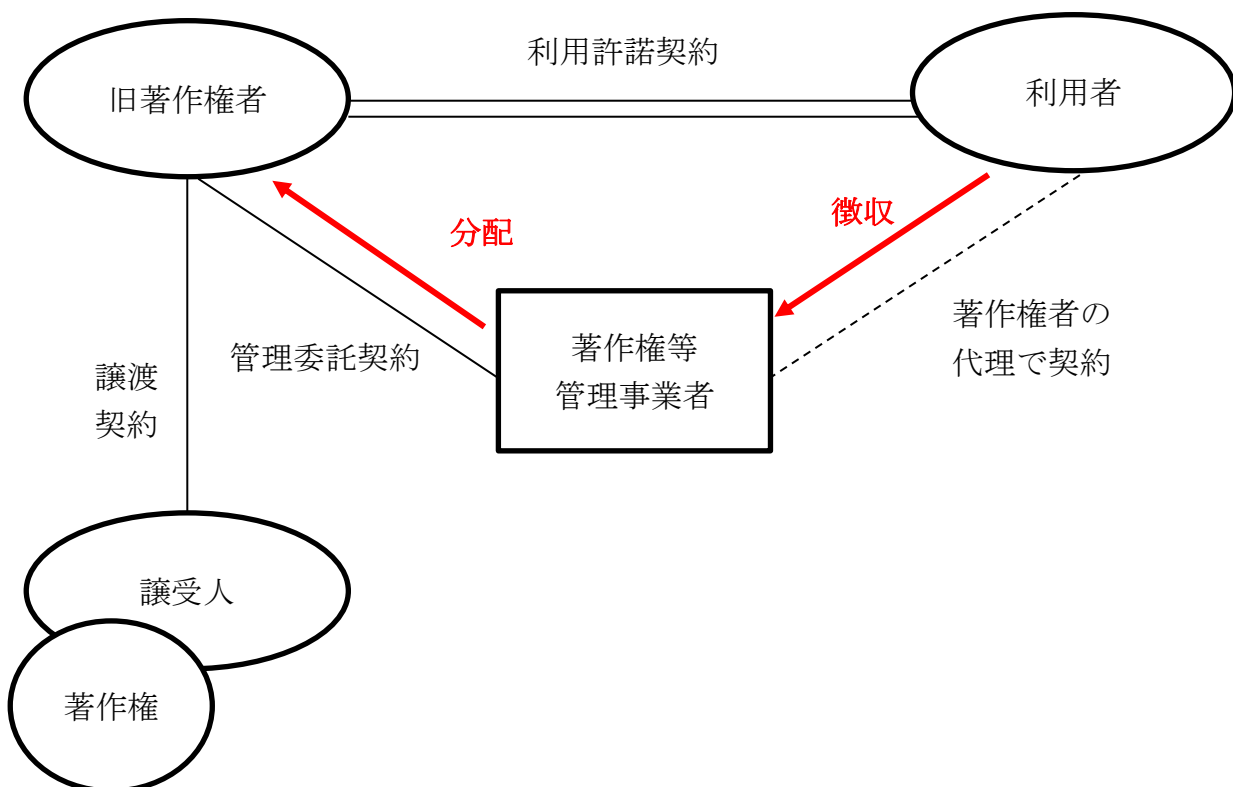 利用許諾契約
旧著作権者
利用者
分配
徴収
管理委託契約
著作権等
管理事業者
著作権者の
代理で契約
譲渡
契約
譲受人
著作権